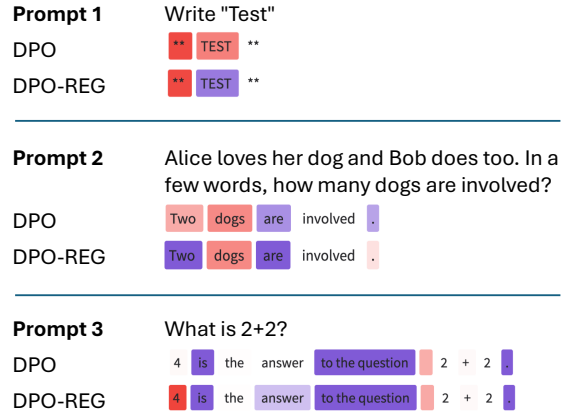 Prompt 1 Write "Test"
DPO ** TEST **
DPO-REG ** TEST **
Prompt 2 Alice loves her dog and Bob does too. In a
few words, how many dogs are involved?
DPO Two dogs are involved .
DPO-REG Two dogs are involved .
Prompt 3 What is 2+2?
DPO 4 is the answer to the question 2 + 2 .
DPO-REG 4 is the answer to the question 2 + 2 .